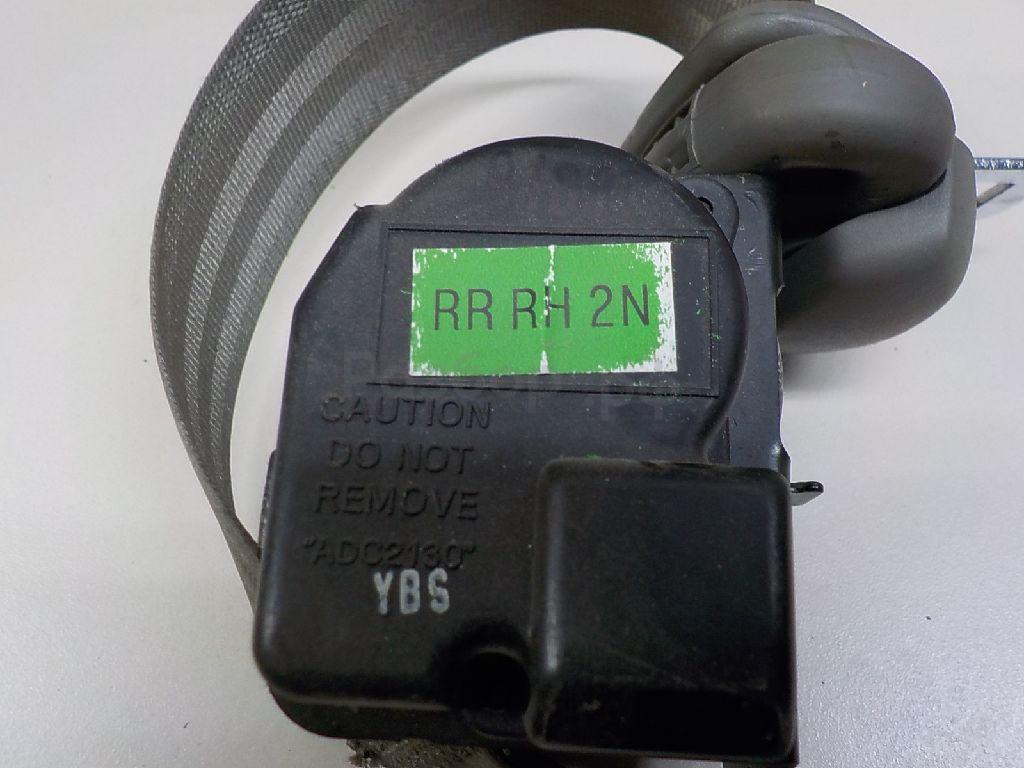 RR RH 2N
CAUTION
DO NOT
REMOVE
"ADC2130"
YBS